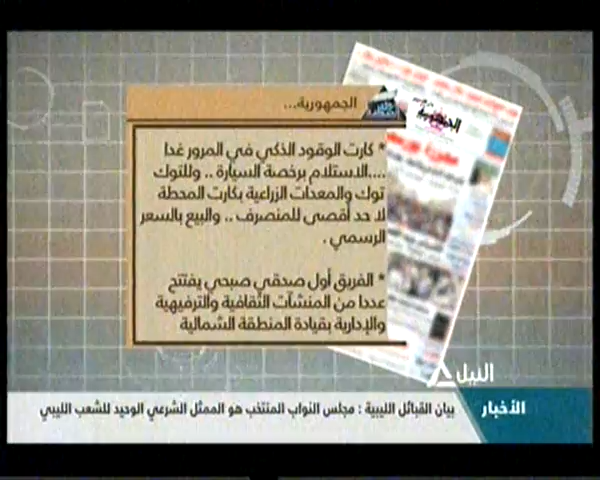 الجمهورية...
* كارت الوقود الذكي في المرور غدا
....الاستلام برخصة السيارة .. وللتوك
توك والمعدات الزراعية بكارت المحطة
لا حد أقصى للمنصرف .. والبيع بالسعر
الرسمي .
* الفريق أول صدقي صبحي يفتتح
عددا من المنشآت الثقافية والترفيهية
والإدارية بقيادة المنطقة الشمالية
الجمهورية
النيل
الأخبار
بيان القبائل الليبية : مجلس النواب المنتخب هو الممثل الشرعي الوحيد للشعب الليبي